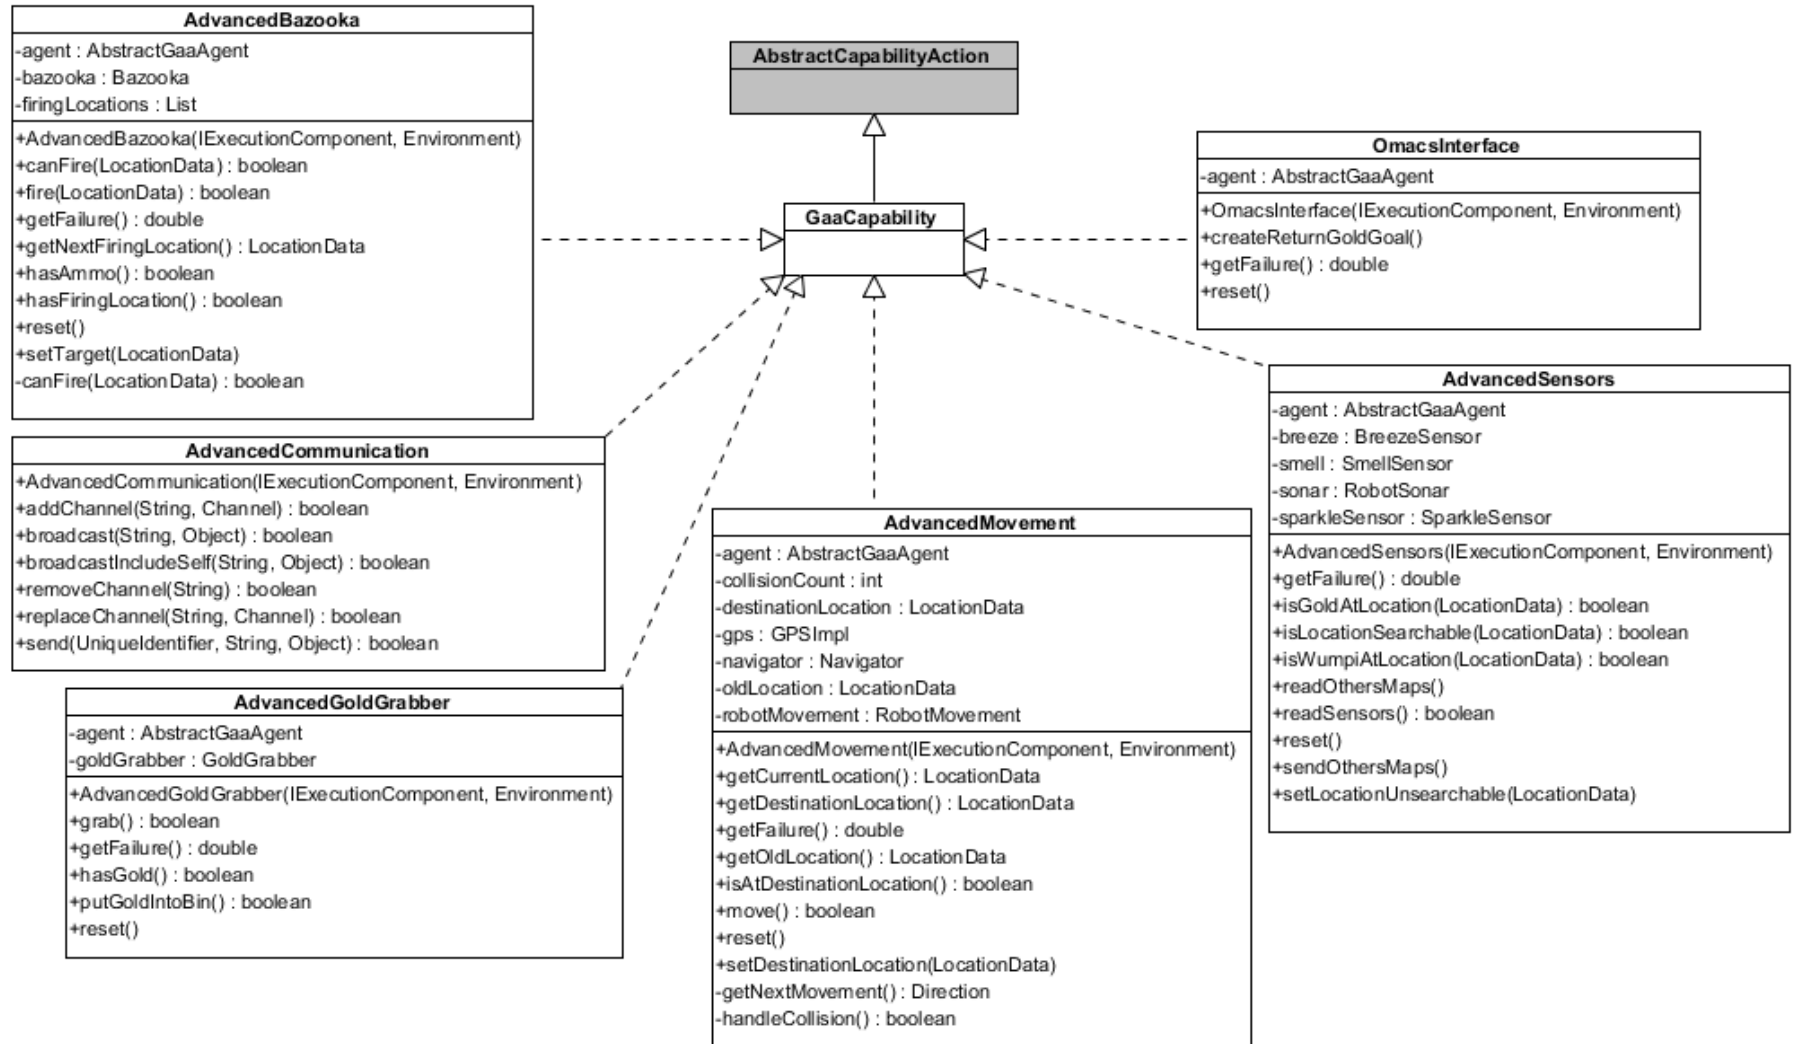 AdvancedBazooka
-agent : AbstractGaaAgent
-bazooka : Bazooka
-firingLocations : List
+AdvancedBazooka(IExecutionComponent, Environment)
+canFire(LocationData) : boolean
+fire(LocationData) : boolean
+getFailure() : double
+getNextFiringLocation() : LocationData
+hasAmmo() : boolean
+hasFiringLocation() : boolean
+reset()
+setTarget(LocationData)
-canFire(LocationData) : boolean
AbstractCapabilityAction
GaaCapability
OmacsInterface
-agent : AbstractGaaAgent
+OmacsInterface(IExecutionComponent, Environment)
+createReturnGoldGoal()
+getFailure() : double
+reset()
AdvancedCommunication
+AdvancedCommunication(IExecutionComponent, Environment)
+addChannel(String, Channel) : boolean
+broadcast(String, Object) : boolean
+broadcastIncludeSelf(String, Object) : boolean
+removeChannel(String) : boolean
+replaceChannel(String, Channel) : boolean
+send(UniqueIdentifier, String, Object) : boolean
AdvancedGoldGrabber
-agent : AbstractGaaAgent
-goldGrabber : GoldGrabber
+AdvancedGoldGrabber(IExecutionComponent, Environment)
+grab() : boolean
+getFailure() : double
+hasGold() : boolean
+putGoldIntoBin() : boolean
+reset()
AdvancedMovement
-agent : AbstractGaaAgent
-collisionCount : int
-destinationLocation : LocationData
-gps : GPSImpl
-navigator : Navigator
-oldLocation : LocationData
-robotMovement : RobotMovement
+AdvancedMovement(IExecutionComponent, Environment)
+getCurrentLocation() : LocationData
+getDestinationLocation() : LocationData
+getFailure() : double
+getOldLocation() : LocationData
+isAtDestinationLocation() : boolean
+move() : boolean
+reset()
+setDestinationLocation(LocationData)
-getNextMovement() : Direction
-handleCollision() : boolean
AdvancedSensors
-agent : AbstractGaaAgent
-breeze : BreezeSensor
-smell : SmellSensor
-sonar : RobotSonar
-sparkleSensor : SparkleSensor
+AdvancedSensors(IExecutionComponent, Environment)
+getFailure() : double
+isGoldAtLocation(LocationData) : boolean
+isLocationSearchable(LocationData) : boolean
+isWumpiAtLocation(LocationData) : boolean
+readOthersMaps()
+readSensors() : boolean
+reset()
+sendOthersMaps()
+setLocationUnsearchable(LocationData)